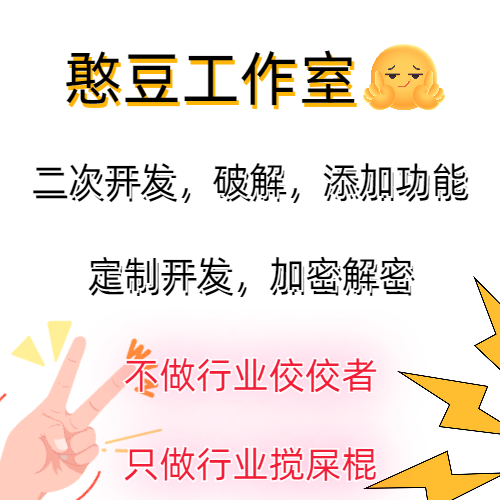 憨豆工作室
二次开发，破解，添加功能
定制开发，加密解密
不做行业佼佼者
只做行业搅屎棍